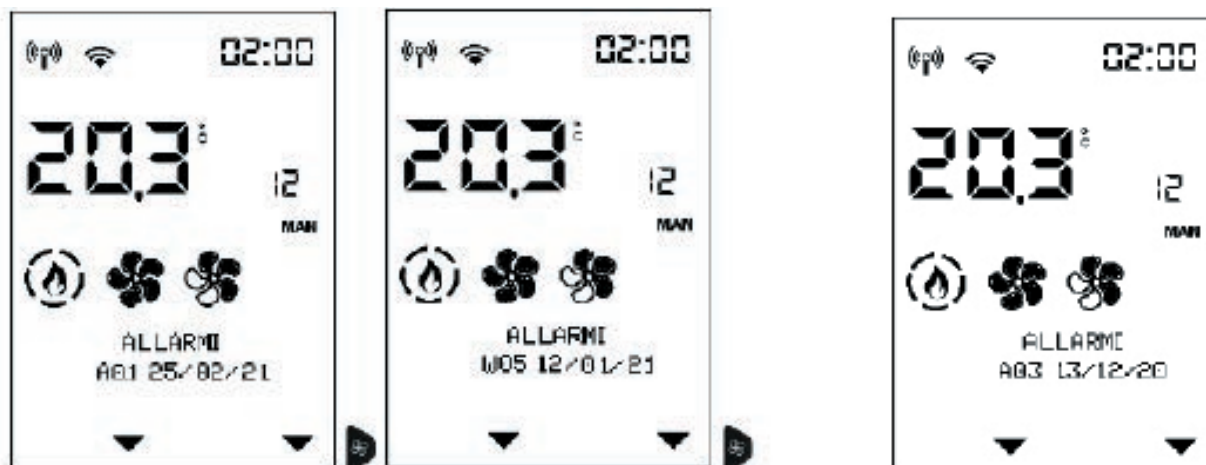 02:00
20.3 °C
12
MAN
ALLARMI
A01 25/02/21
02:00
20.3 °C
12
MAN
ALLARMI
W05 12/01/21
02:00
20.3 °C
12
MAN
ALLARMI
A03 13/12/20